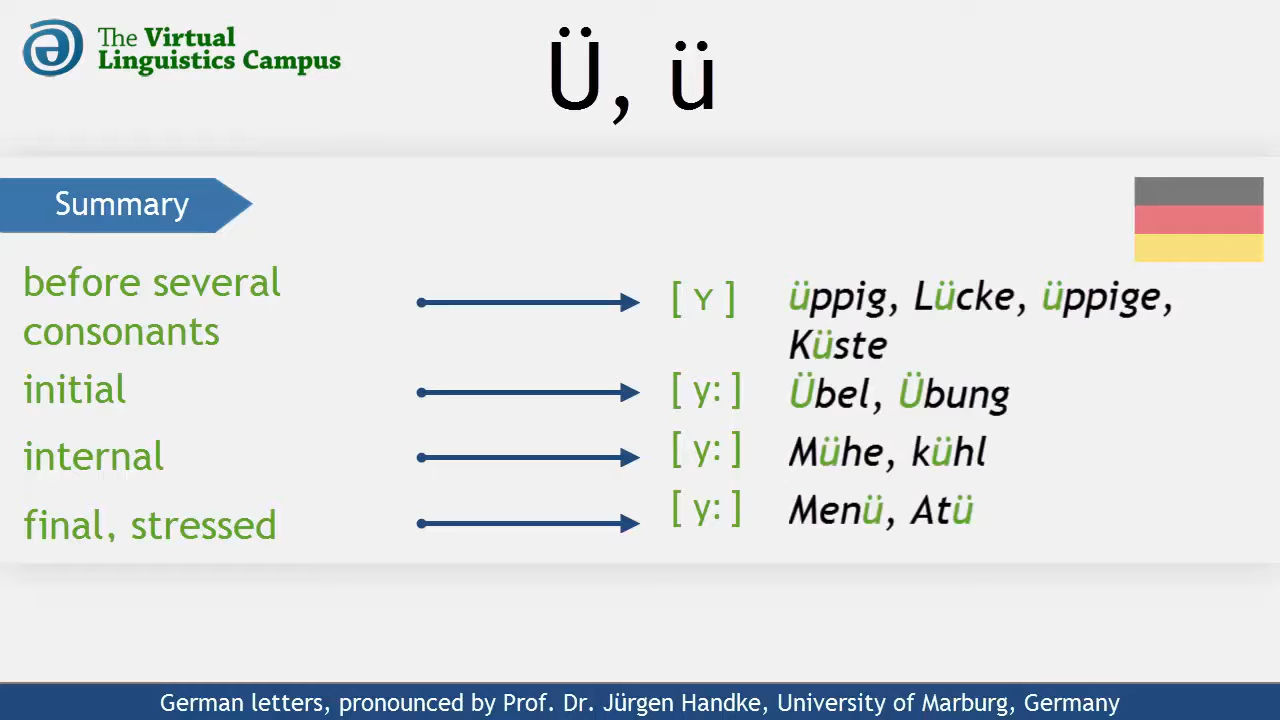 The Virtual
Linguistics Campus
Ü, ü
Summary
before several
consonants
[ Y ]
üppig, Lücke, üppige,
Küste
initial
[ y: ]
Übel, Übung
internal
[ y: ]
Mühe, kühl
final, stressed
[ y: ]
Menü, Atü
German letters, pronounced by Prof. Dr. Jürgen Handke, University of Marburg, Germany